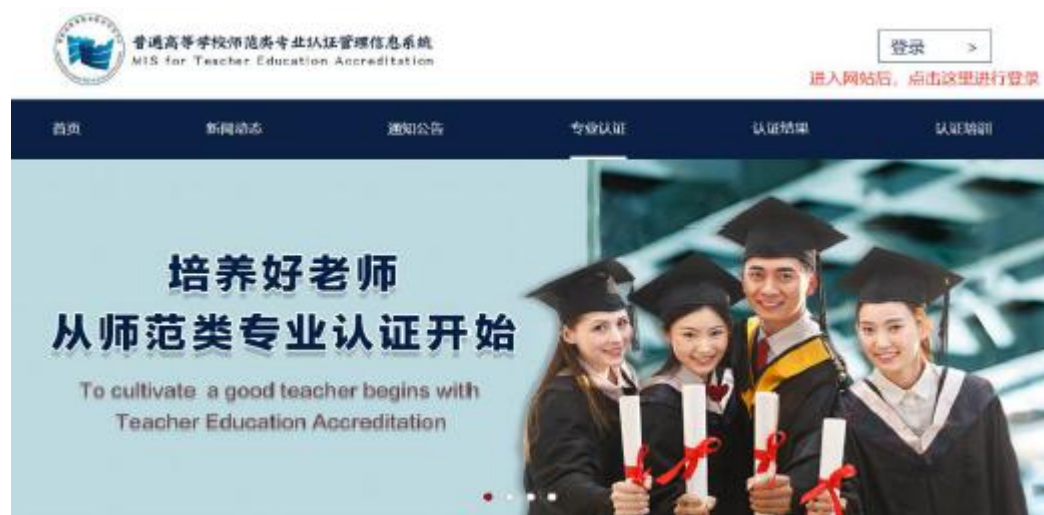 普通高等学校师范类专业认证管理信息系统
MIS for Teacher Education Accreditation
登录 >
进入网站后，点击这里进行登录
首页 新闻动态 通知公告 专业认证 认证结果 认证培训
培养好老师
从师范类专业认证开始
To cultivate a good teacher begins with
Teacher Education Accreditation